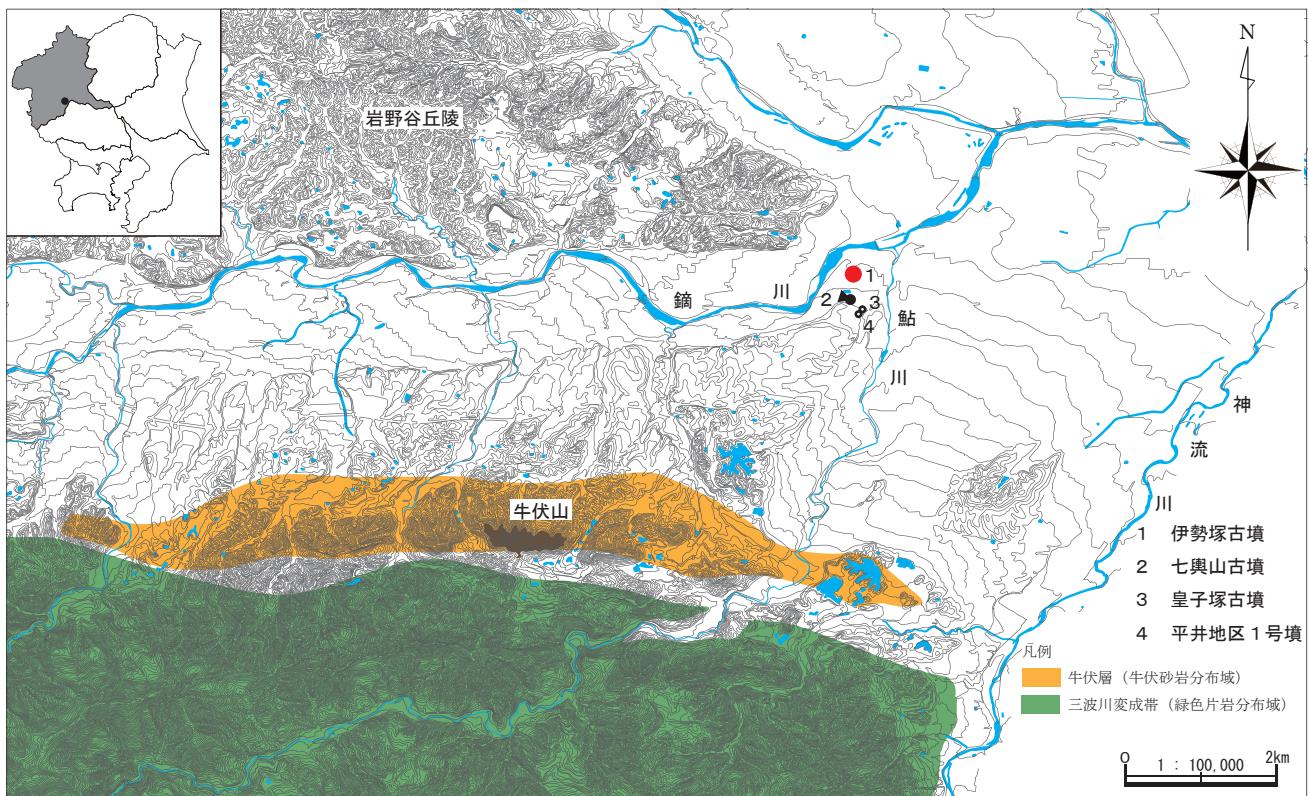 N
岩野谷丘陵
鏑川
1
2
3
4
鮎川
牛伏山
神流川
1 伊勢塚古墳
2 七輿山古墳
3 皇子塚古墳
4 平井地区1号墳
凡例
牛伏層（牛伏砂岩分布域）
三波川変成帯（緑色片岩分布域）
0 1 : 100,000 2km